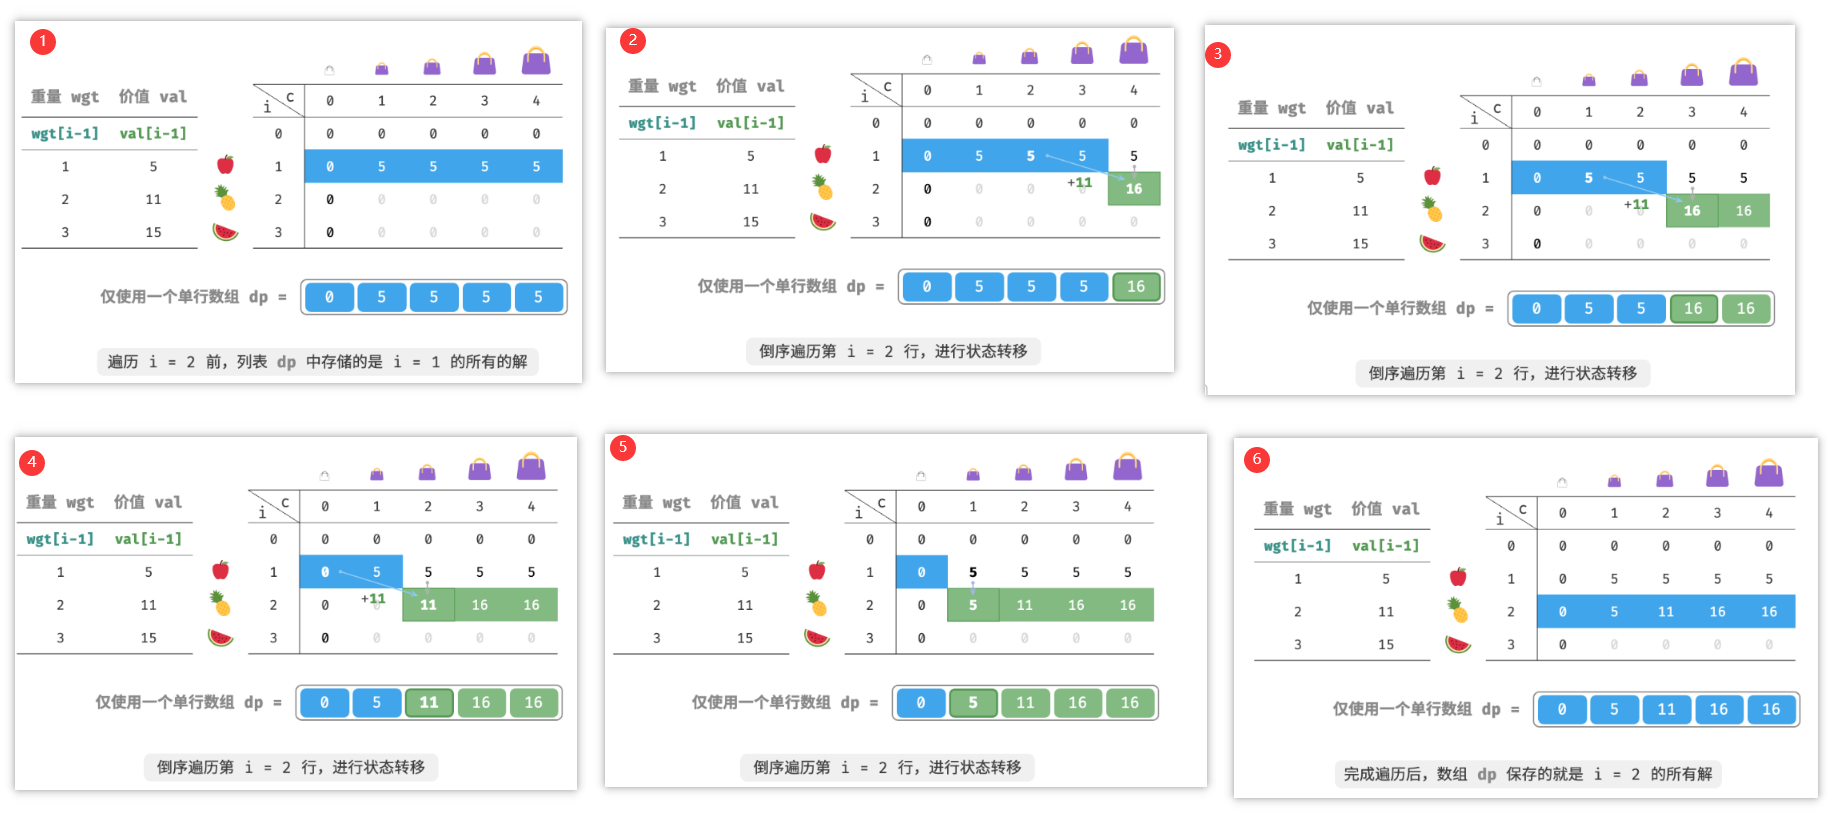 1
重量 wgt 价值 val
i C 0 1 2 3 4
wgt[i-1] val[i-1] 0 0 0 0 0 0
1 5 1 0 5 5 5 5
2 11 2 0 0 0 0 0
3 15 3 0 0 0 0 0
仅使用一个单行数组 dp = 0 5 5 5 5
遍历 i = 2 前，列表 dp 中存储的是 i = 1 的所有的解
2
重量 wgt 价值 val
i C 0 1 2 3 4
wgt[i-1] val[i-1] 0 0 0 0 0 0
1 5 1 0 5 5 5 5
+11
2 11 2 0 0 0 0 16
3 15 3 0 0 0 0 0
仅使用一个单行数组 dp = 0 5 5 5 16
倒序遍历第 i = 2 行，进行状态转移
3
重量 wgt 价值 val
i C 0 1 2 3 4
wgt[i-1] val[i-1] 0 0 0 0 0 0
1 5 1 0 5 5 5 5
+11
2 11 2 0 0 0 16 16
3 15 3 0 0 0 0 0
仅使用一个单行数组 dp = 0 5 5 16 16
倒序遍历第 i = 2 行，进行状态转移
4
重量 wgt 价值 val
i C 0 1 2 3 4
wgt[i-1] val[i-1] 0 0 0 0 0 0
1 5 1 0 5 5 5 5
+11
2 11 2 0 0 11 16 16
3 15 3 0 0 0 0 0
仅使用一个单行数组 dp = 0 5 11 16 16
倒序遍历第 i = 2 行，进行状态转移
5
重量 wgt 价值 val
i C 0 1 2 3 4
wgt[i-1] val[i-1] 0 0 0 0 0 0
1 5 1 0 5 5 5 5
2 11 2 0 5 11 16 16
3 15 3 0 0 0 0 0
仅使用一个单行数组 dp = 0 5 11 16 16
倒序遍历第 i = 2 行，进行状态转移
6
重量 wgt 价值 val
i C 0 1 2 3 4
wgt[i-1] val[i-1] 0 0 0 0 0 0
1 5 1 0 5 5 5 5
2 11 2 0 5 11 16 16
3 15 3 0 0 0 0 0
仅使用一个单行数组 dp = 0 5 11 16 16
完成遍历后，数组 dp 保存的就是 i = 2 的所有解